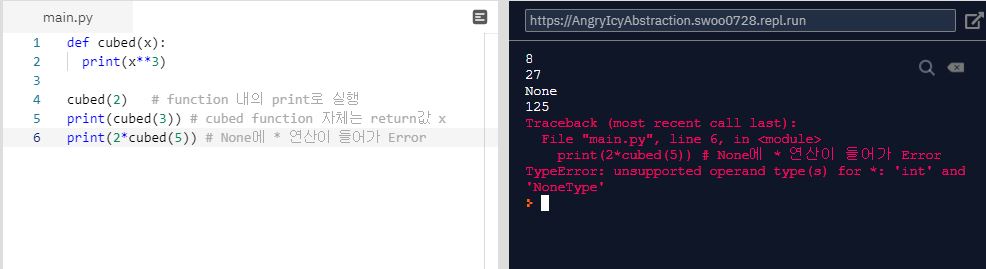 main.py
1 def cubed(x):
2   print(x**3)
3
4 cubed(2)   # function 내의 print로 실행
5 print(cubed(3)) # cubed function 자체는 return값 x
6 print(2*cubed(5)) # None에 * 연산이 들어가 Error
https://AngryIcyAbstraction.swoo0728.repl.run
8
27
None
125
Traceback (most recent call last):
  File "main.py", line 6, in <module>
    print(2*cubed(5)) # None에 * 연산이 들어가 Error
TypeError: unsupported operand type(s) for *: 'int' and
'NoneType'